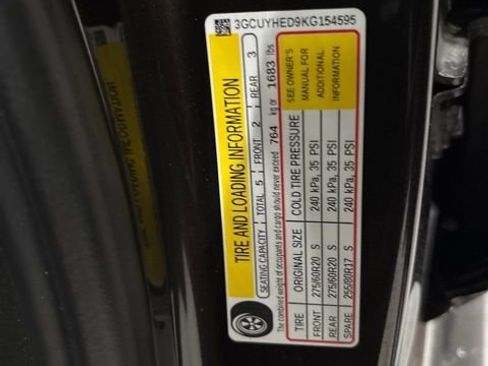 3GCUYHED9KG154595
TIRE AND LOADING INFORMATION
SEATING CAPACITY TOTAL 5 FRONT 2 REAR 3
The combined weight of occupants and cargo should never exceed 764 kg or 1683 lbs
TIRE ORIGINAL SIZE COLD TIRE PRESSURE
FRONT 275/60R20 S 240 kPa, 35 PSI
REAR 275/60R20 S 240 kPa, 35 PSI
SPARE 255/80R17 S 240 kPa, 35 PSI
SEE OWNER'S
MANUAL FOR
ADDITIONAL
INFORMATION